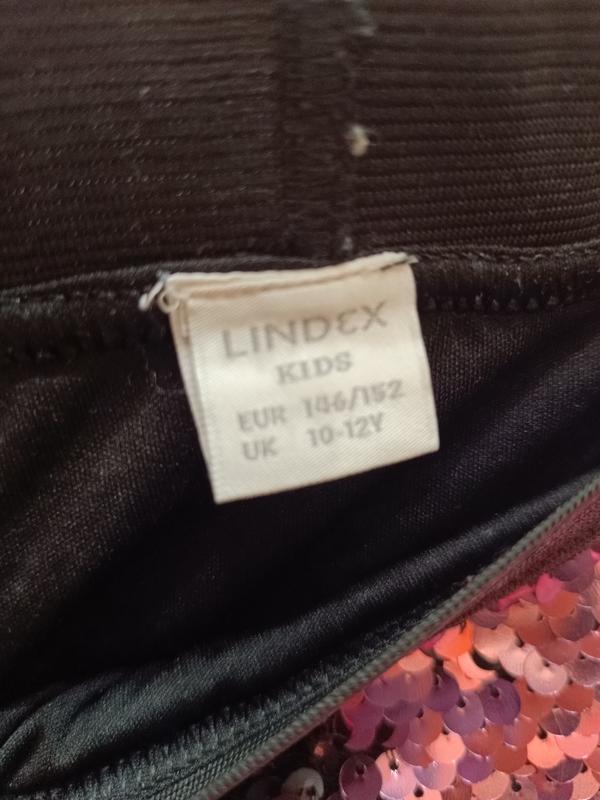 LINDEX
KIDS
EUR 146/152
UK 10-12Y